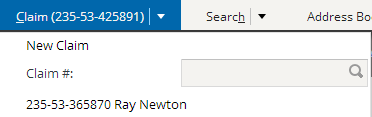 Claim (235-53-425891) Search Address Bo
New Claim
Claim #:
235-53-365870 Ray Newton